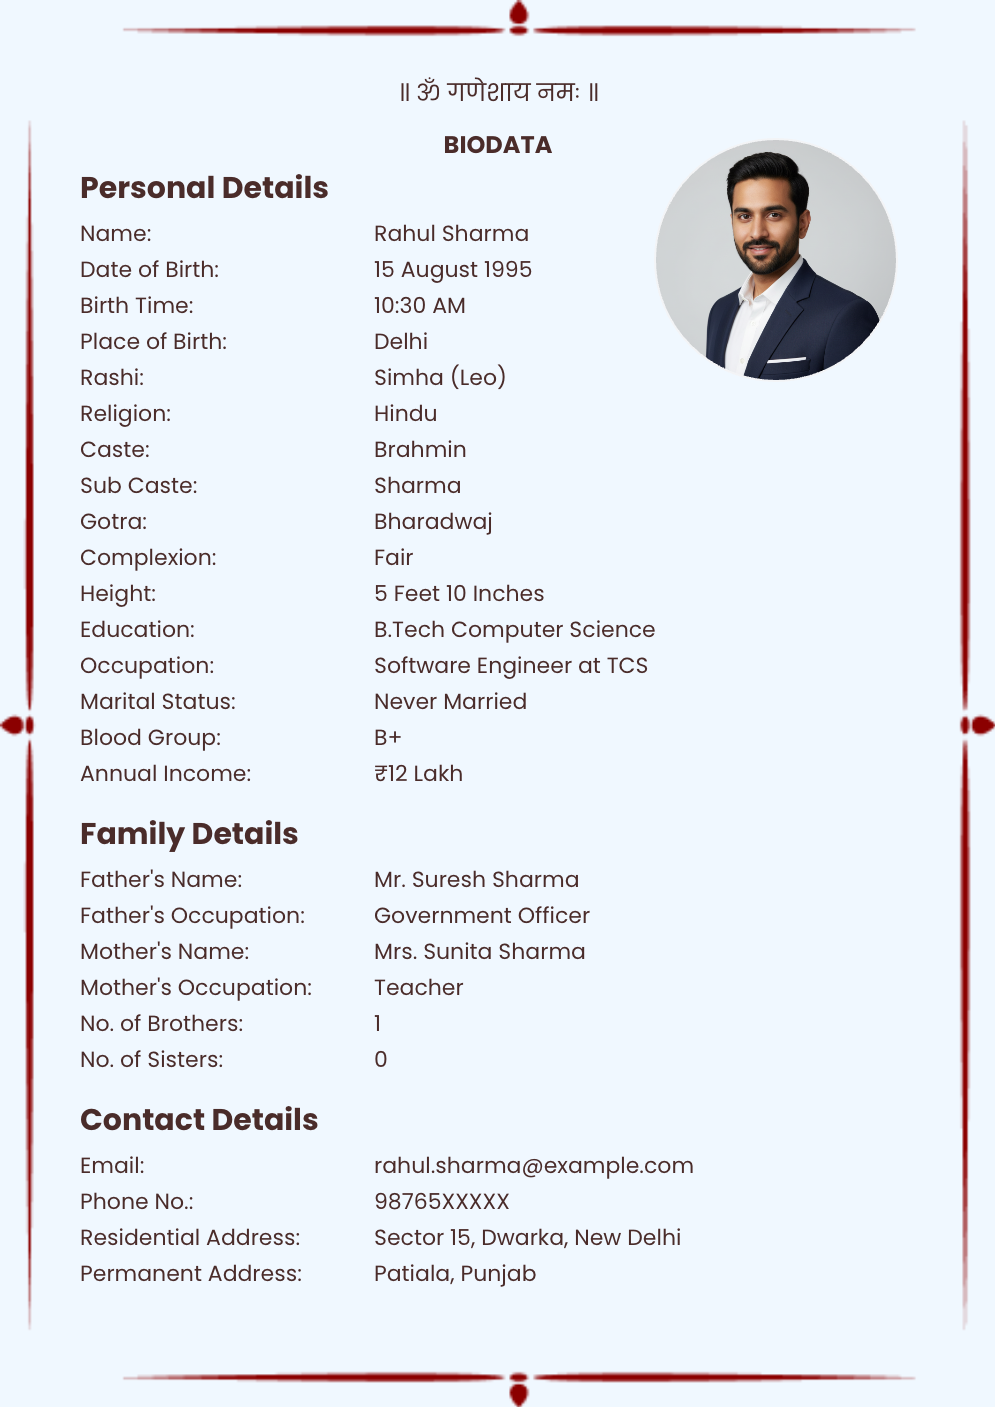 ॥ ॐ गणेशाय नमः ॥
BIODATA
Personal Details
Name: Rahul Sharma
Date of Birth: 15 August 1995
Birth Time: 10:30 AM
Place of Birth: Delhi
Rashi: Simha (Leo)
Religion: Hindu
Caste: Brahmin
Sub Caste: Sharma
Gotra: Bharadwaj
Complexion: Fair
Height: 5 Feet 10 Inches
Education: B.Tech Computer Science
Occupation: Software Engineer at TCS
Marital Status: Never Married
Blood Group: B+
Annual Income: ₹12 Lakh
Family Details
Father's Name: Mr. Suresh Sharma
Father's Occupation: Government Officer
Mother's Name: Mrs. Sunita Sharma
Mother's Occupation: Teacher
No. of Brothers: 1
No. of Sisters: 0
Contact Details
Email: rahul.sharma@example.com
Phone No.: 98765XXXXX
Residential Address: Sector 15, Dwarka, New Delhi
Permanent Address: Patiala, Punjab